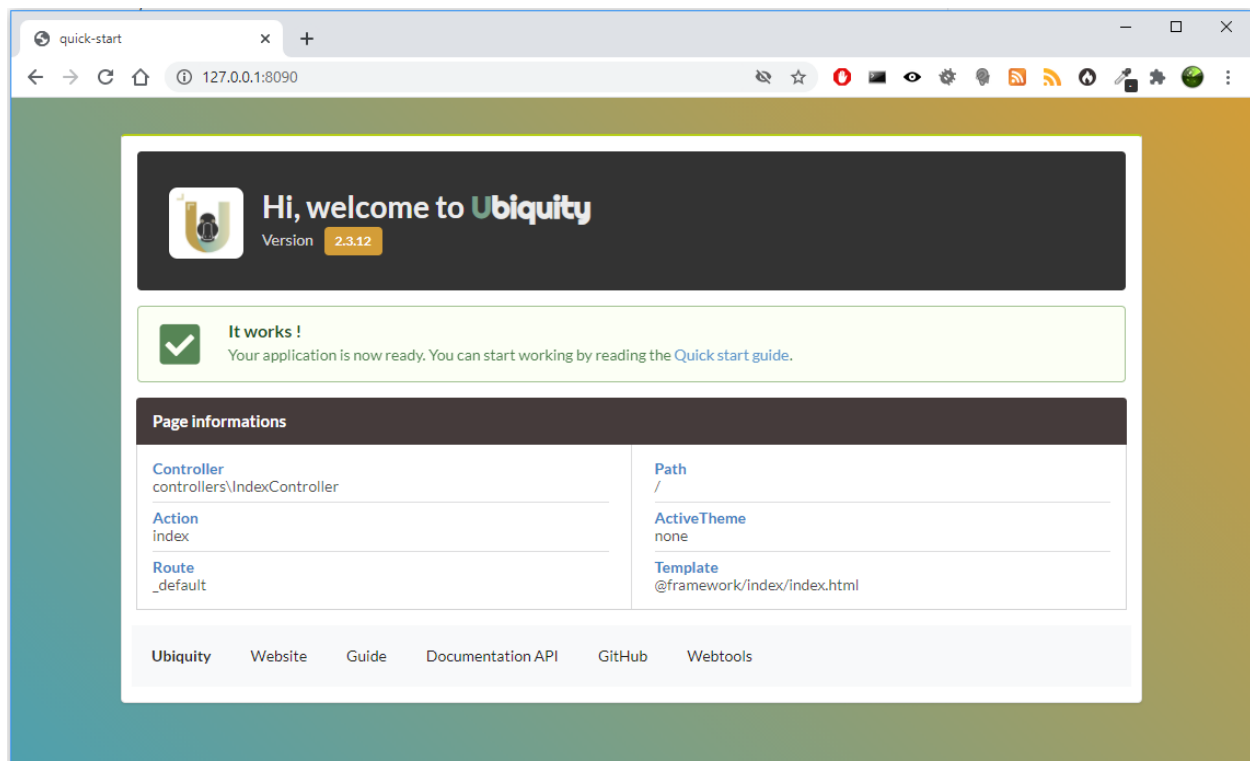 quick-start
127.0.0.1:8090
Hi, welcome to Ubiquity
Version 2.3.12
It works !
Your application is now ready. You can start working by reading the Quick start guide.
Page informations
Controller
controllers\IndexController
Action
index
Route
_default
Path
/
ActiveTheme
none
Template
@framework/index/index.html
Ubiquity Website Guide Documentation API GitHub Webtools